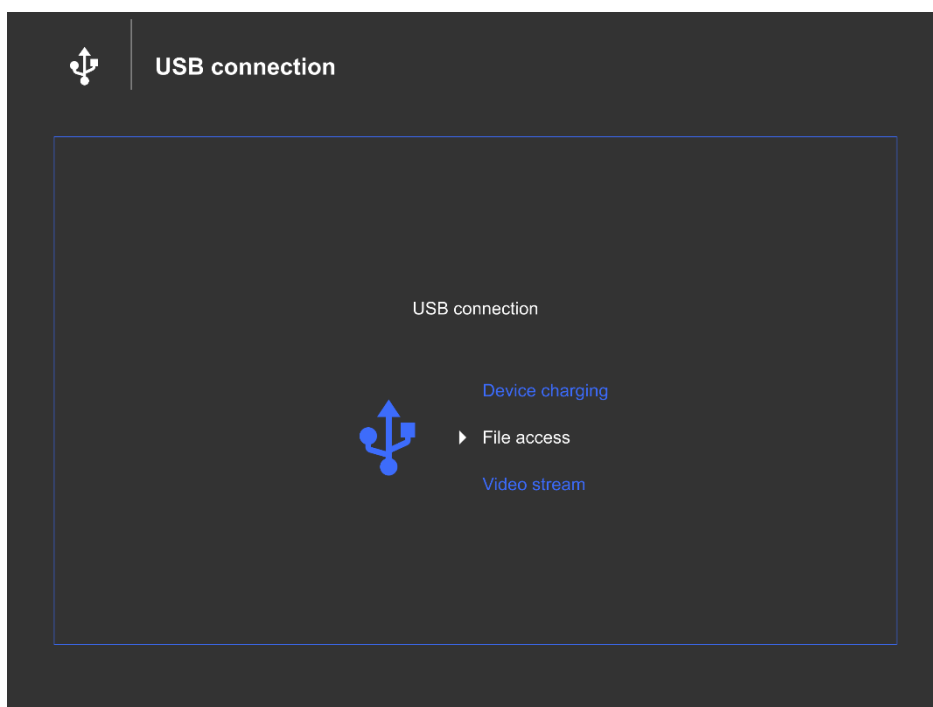 USB connection
USB connection
Device charging
File access
Video stream